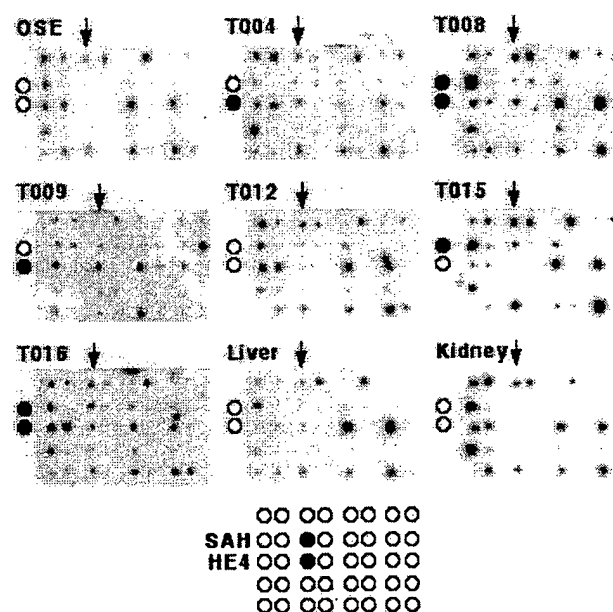 OSE T004 T008
T009 T012 T015
T016 Liver Kidney
SAH
HE4